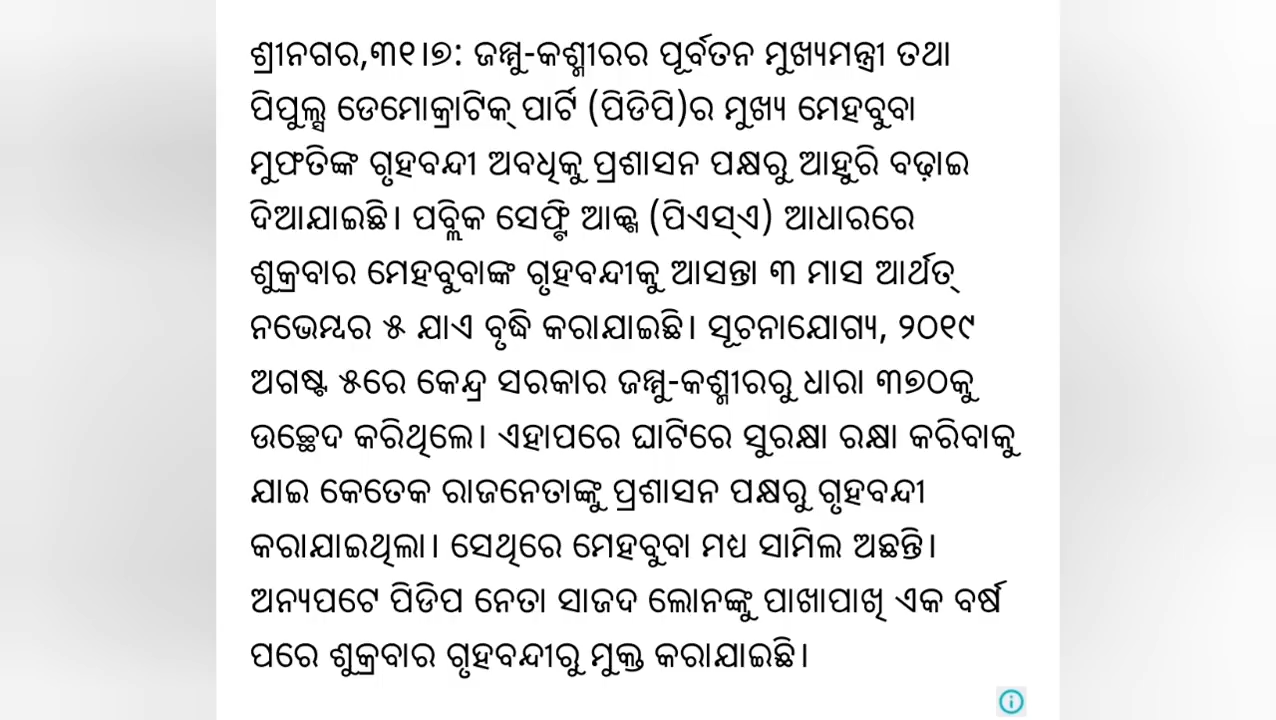 ଶ୍ରୀନଗର,୩୧।୭: ଜମ୍ମୁ-କଶ୍ମୀରର ପୂର୍ବତନ ମୁଖ୍ୟମନ୍ତ୍ରୀ ତଥା
ପିପୁଲ୍ସ ଡେମୋକ୍ରାଟିକ୍ ପାର୍ଟି (ପିଡିପି)ର ମୁଖ୍ୟ ମେହବୁବା
ମୁଫତିଙ୍କ ଗୃହବନ୍ଦୀ ଅବଧିକୁ ପ୍ରଶାସନ ପକ୍ଷରୁ ଆହୁରି ବଢ଼ାଇ
ଦିଆଯାଇଛି। ପବ୍ଲିକ ସେଫ୍ଟି ଆକ୍ଟ (ପିଏସ୍ଏ) ଆଧାରରେ
ଶୁକ୍ରବାର ମେହବୁବାଙ୍କ ଗୃହବନ୍ଦୀକୁ ଆସନ୍ତା ୩ ମାସ ଆର୍ଥତ୍
ନଭେମ୍ୱର ୫ ଯାଏ ବୃଦ୍ଧି କରାଯାଇଛି। ସୂଚନାଯୋଗ୍ୟ, ୨୦୧୯
ଅଗଷ୍ଟ ୫ରେ କେନ୍ଦ୍ର ସରକାର ଜମ୍ମୁ-କଶ୍ମୀରରୁ ଧାରା ୩୭୦କୁ
ଉଚ୍ଛେଦ କରିଥିଲେ। ଏହାପରେ ଘାଟିରେ ସୁରକ୍ଷା ରକ୍ଷା କରିବାକୁ
ଯାଇ କେତେକ ରାଜନେତାଙ୍କୁ ପ୍ରଶାସନ ପକ୍ଷରୁ ଗୃହବନ୍ଦୀ
କରାଯାଇଥିଲା। ସେଥିରେ ମେହବୁବା ମଧ୍ୟ ସାମିଲ ଅଛନ୍ତି।
ଅନ୍ୟପଟେ ପିଡିପ ନେତା ସାଜଦ ଲୋନଙ୍କୁ ପାଖାପାଖି ଏକ ବର୍ଷ
ପରେ ଶୁକ୍ରବାର ଗୃହବନ୍ଦୀରୁ ମୁକ୍ତ କରାଯାଇଛି।